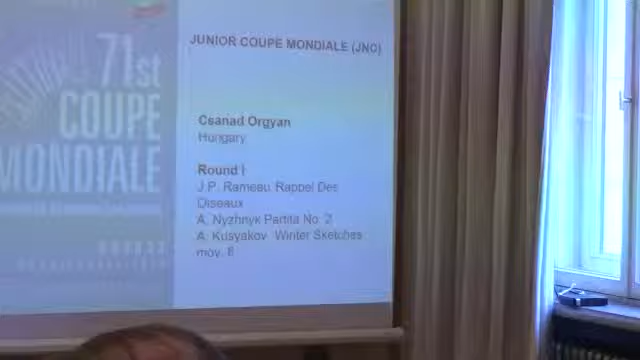 71st
COUPE
MONDIALE
JUNIOR COUPE MONDIALE (JNC)
Csanad Orgyan
Hungary
Round I
J.P. Rameau Rappel Des
Oiseaux
A. Nyzhnyk Partita No. 2
A. Kusyakov Winter Sketches
mov. 6